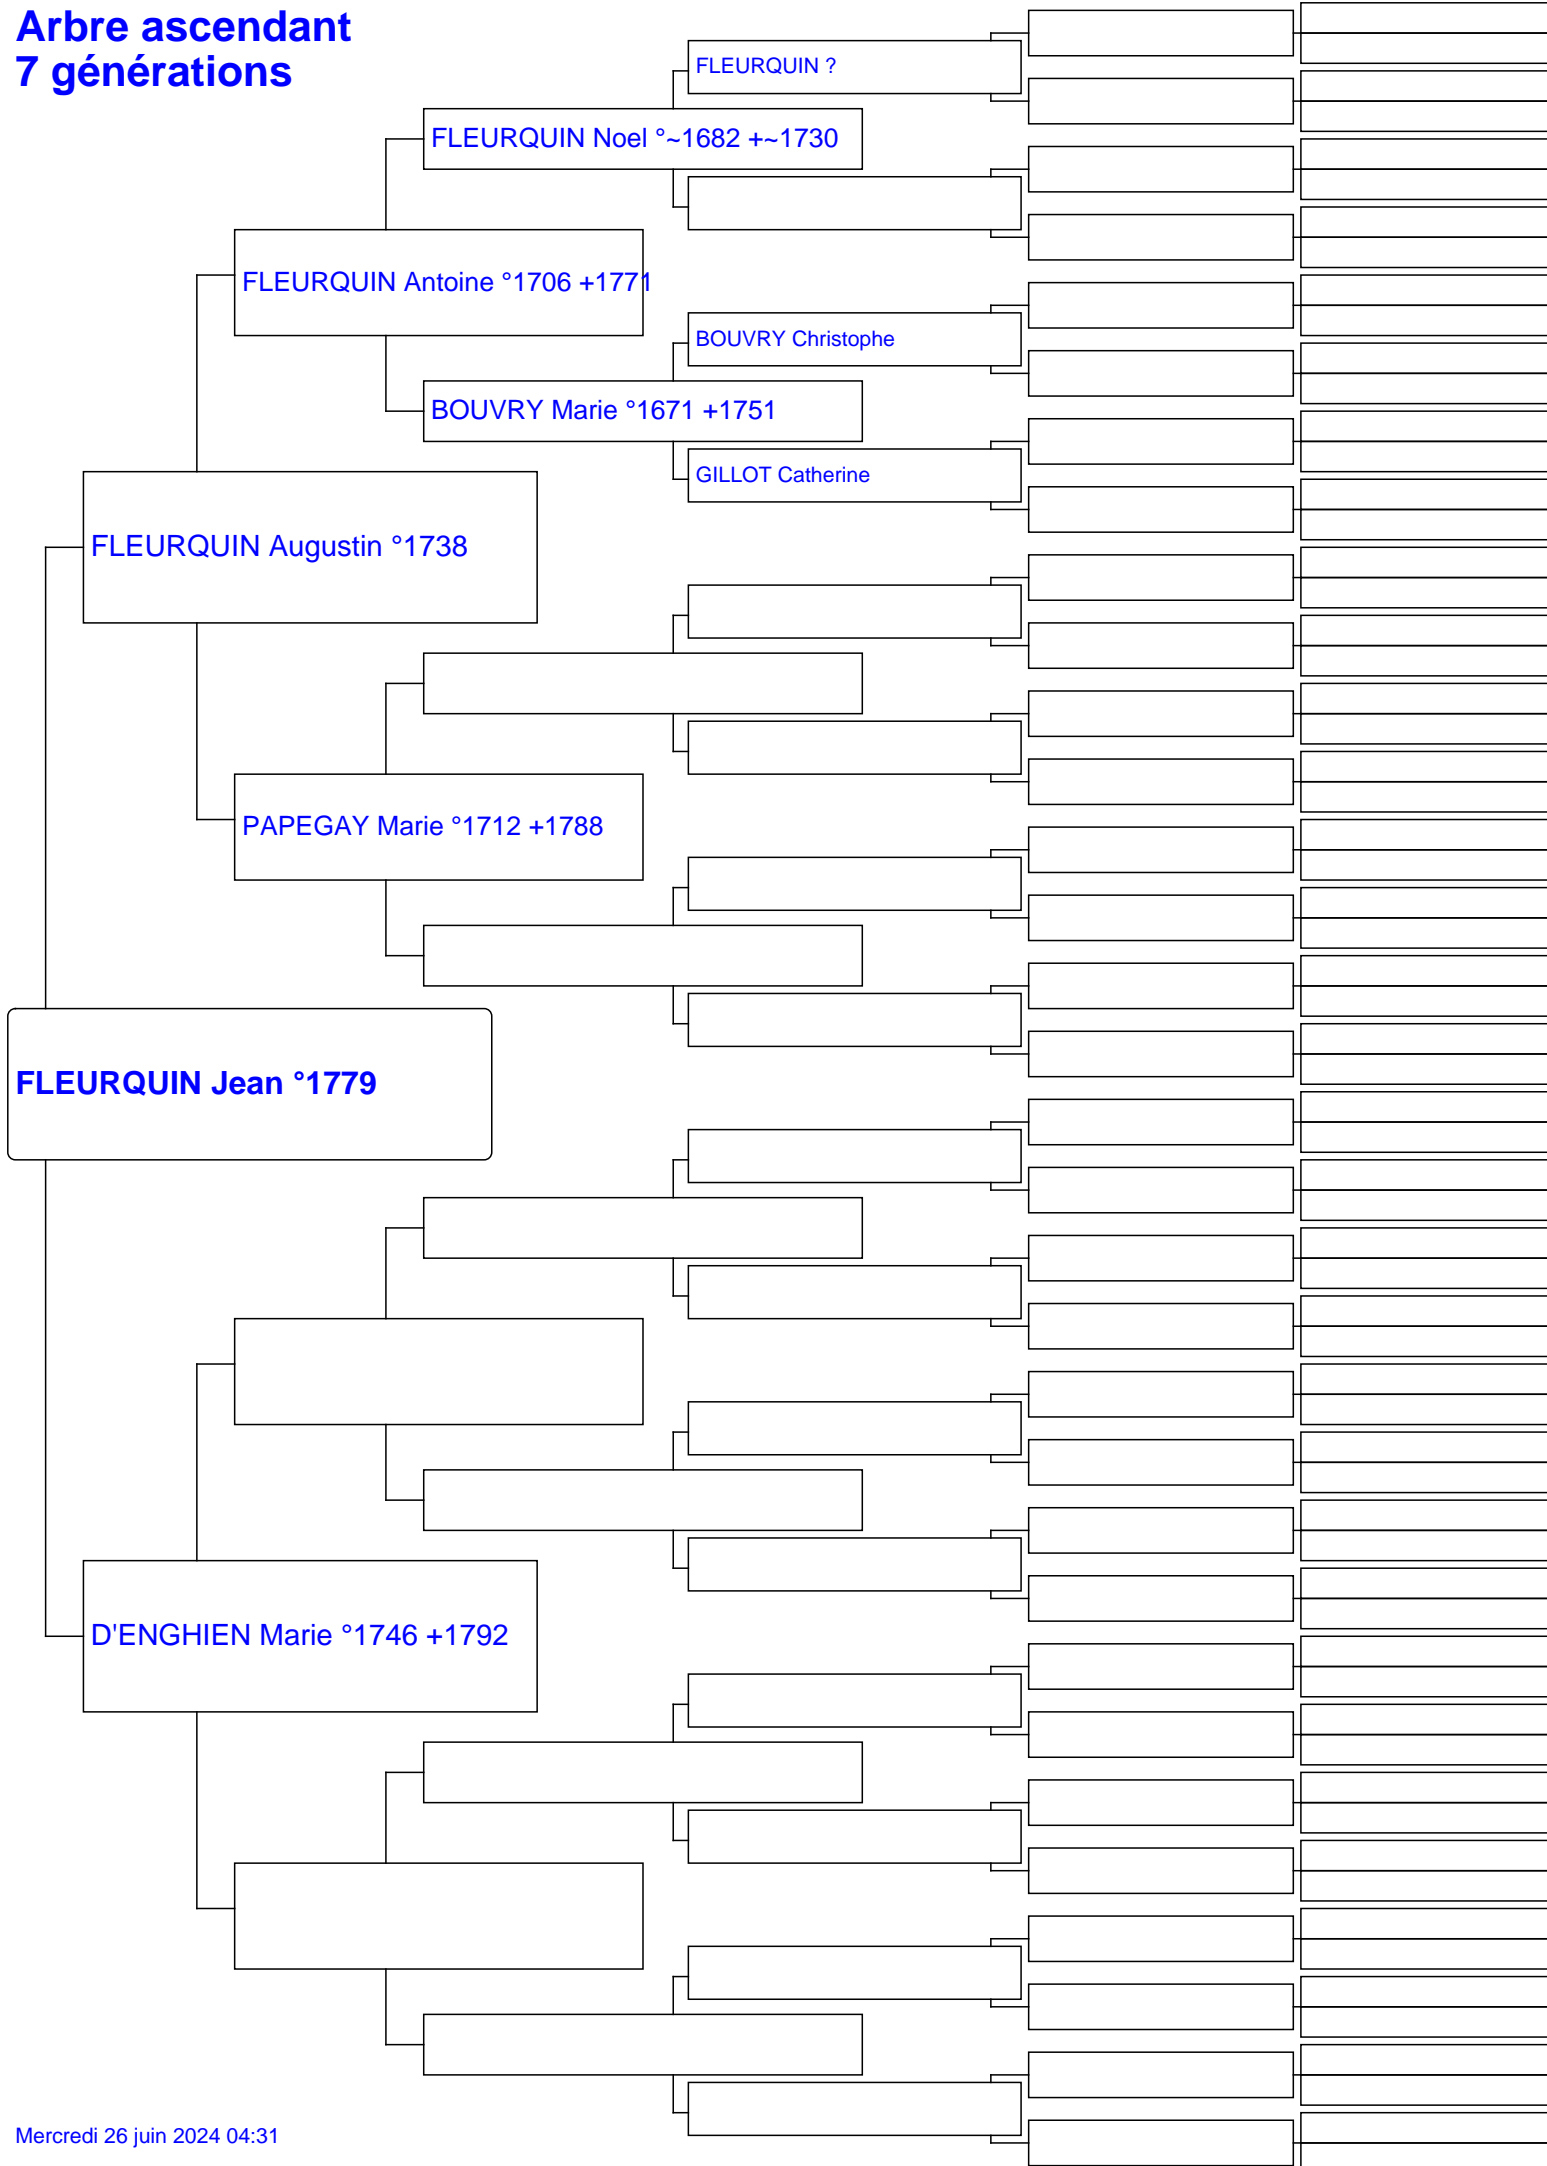 Arbre ascendant
7 générations
FLEURQUIN ?
FLEURQUIN Noel °~1682 +~1730
FLEURQUIN Antoine °1706 +1771
BOUVRY Christophe
BOUVRY Marie °1671 +1751
GILLOT Catherine
FLEURQUIN Augustin °1738
PAPEGAY Marie °1712 +1788
FLEURQUIN Jean °1779
D'ENGHIEN Marie °1746 +1792
Mercredi 26 juin 2024 04:31